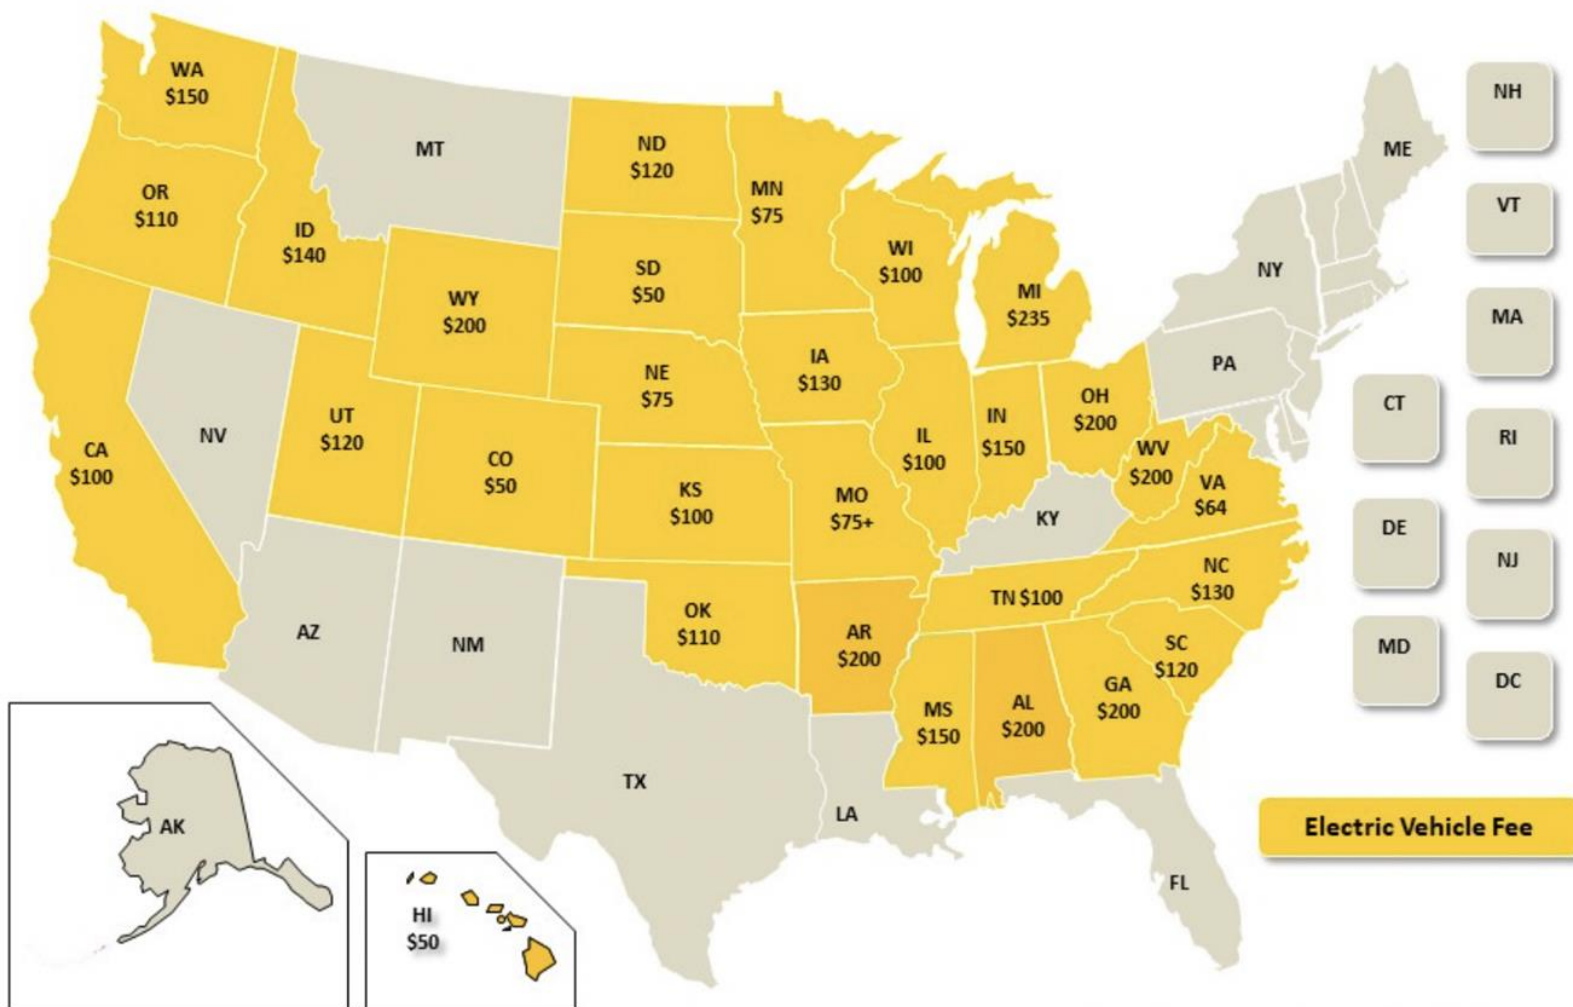 WA
$150
MT
ND
$120
MN
$75
OR
$110
ID
$140
WY
$200
SD
$50
WI
$100
MI
$235
NY
ME
NH
VT
MA
CT
RI
DE
NJ
MD
DC
PA
NV
UT
$120
CO
$50
NE
$75
IA
$130
CA
$100
KS
$100
MO
$75+
IL
$100
IN
$150
OH
$200
WV
$200
VA
$64
KY
NC
$130
TN $100
AZ
NM
OK
$110
AR
$200
SC
$120
MS
$150
AL
$200
GA
$200
TX
LA
FL
AK
HI
$50
Electric Vehicle Fee